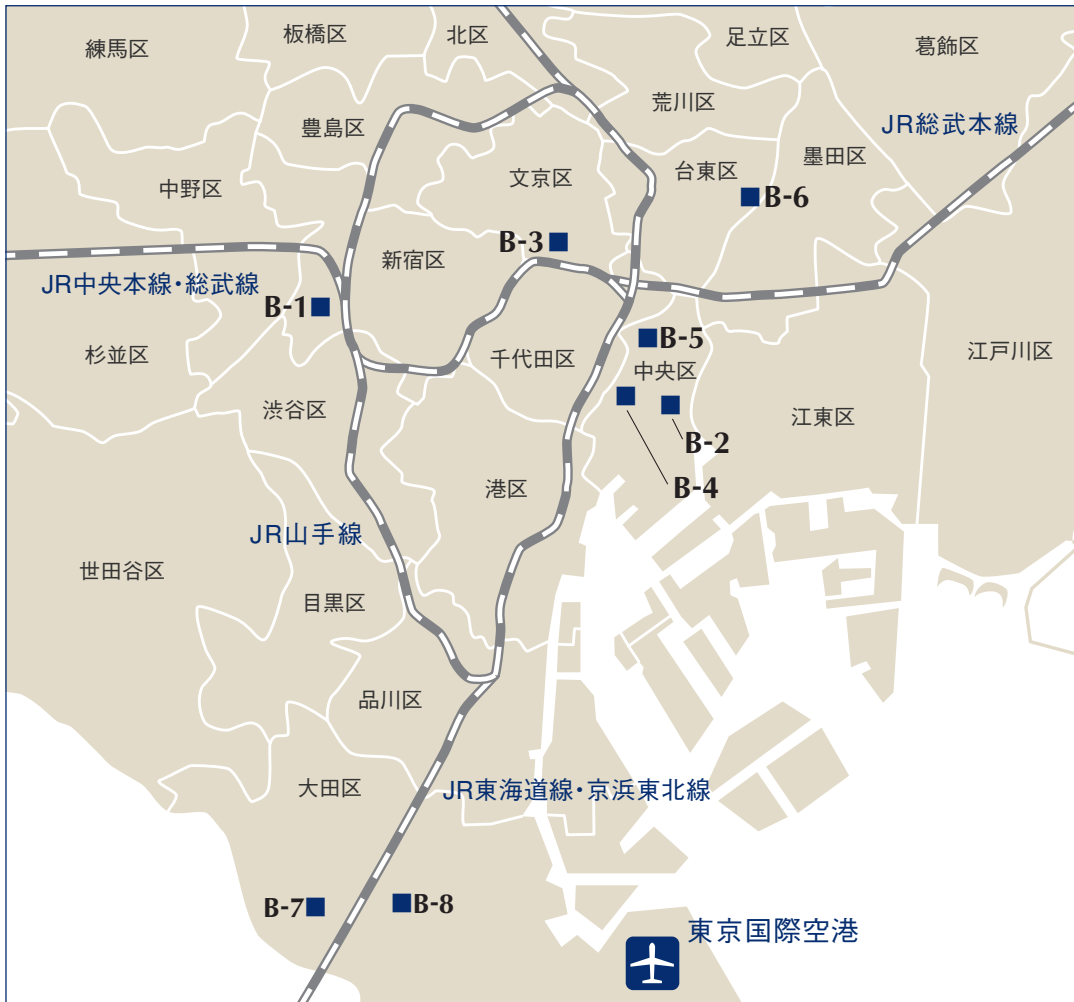 板橋区
北区
足立区
練馬区
葛飾区
荒川区
JR総武本線
豊島区
墨田区
台東区
文京区
中野区
B-6
B-3
新宿区
JR中央本線・総武線
B-1
B-5
江戸川区
杉並区
千代田区
中央区
渋谷区
江東区
B-2
B-4
港区
JR山手線
世田谷区
目黒区
品川区
大田区
JR東海道線・京浜東北線
B-7
B-8
東京国際空港